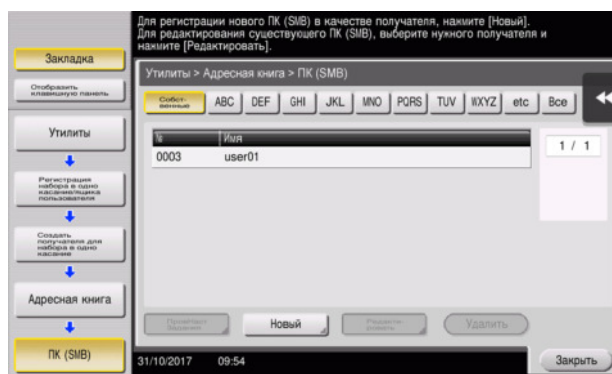 Для регистрации нового ПК (SMB) в качестве получателя, нажмите [Новый].
Для редактирования существующего ПК (SMB), выберите нужного получателя и
нажмите [Редактировать].
Закладка
Отобразить
клавишную панель
Утилиты > Адресная книга > ПК (SMB)
Собст-
венные
ABC DEF GHI JKL MNO PQRS TUV WXYZ etc Все
№ Имя
1 / 1
0003 user01
Утилиты
Регистрация
набора в одно
касание/ящика
пользователя
Создать
получателя для
набора в одно
касание
Адресная книга
ПК (SMB)
Новый
Редакти-
ровать
Удалить
31/10/2017 09:54
Закрыть